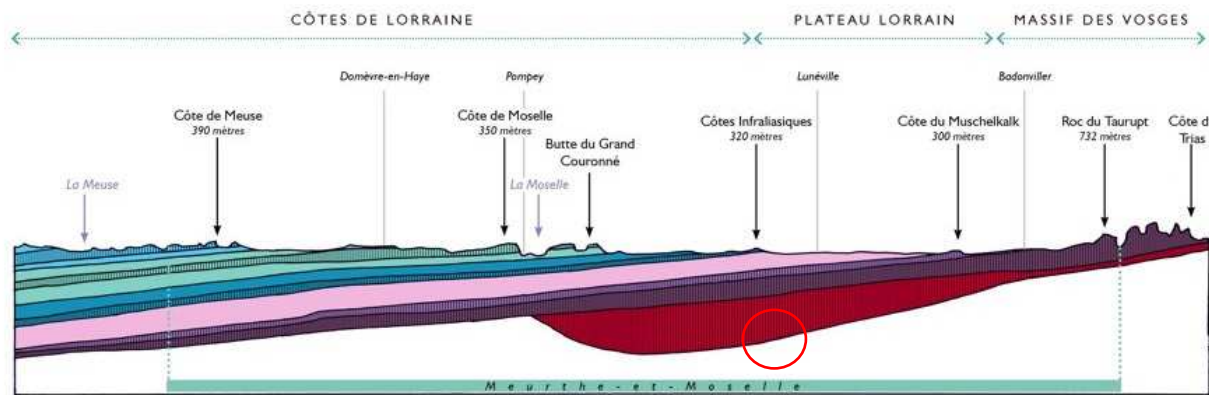 CÔTES DE LORRAINE
PLATEAU LORRAIN
MASSIF DES VOSGES
Domèvre-en-Haye
Pompey
Lunéville
Badonviller
Côte de Meuse
390 mètres
Côte de Moselle
350 mètres
Côtes Infraliasiques
320 mètres
Côte du Muschelkalk
300 mètres
Roc du Taurupt
732 mètres
Côte d
Trias
Butte du Grand
Couronné
La Meuse
La Moselle
Meurthe-et-Moselle